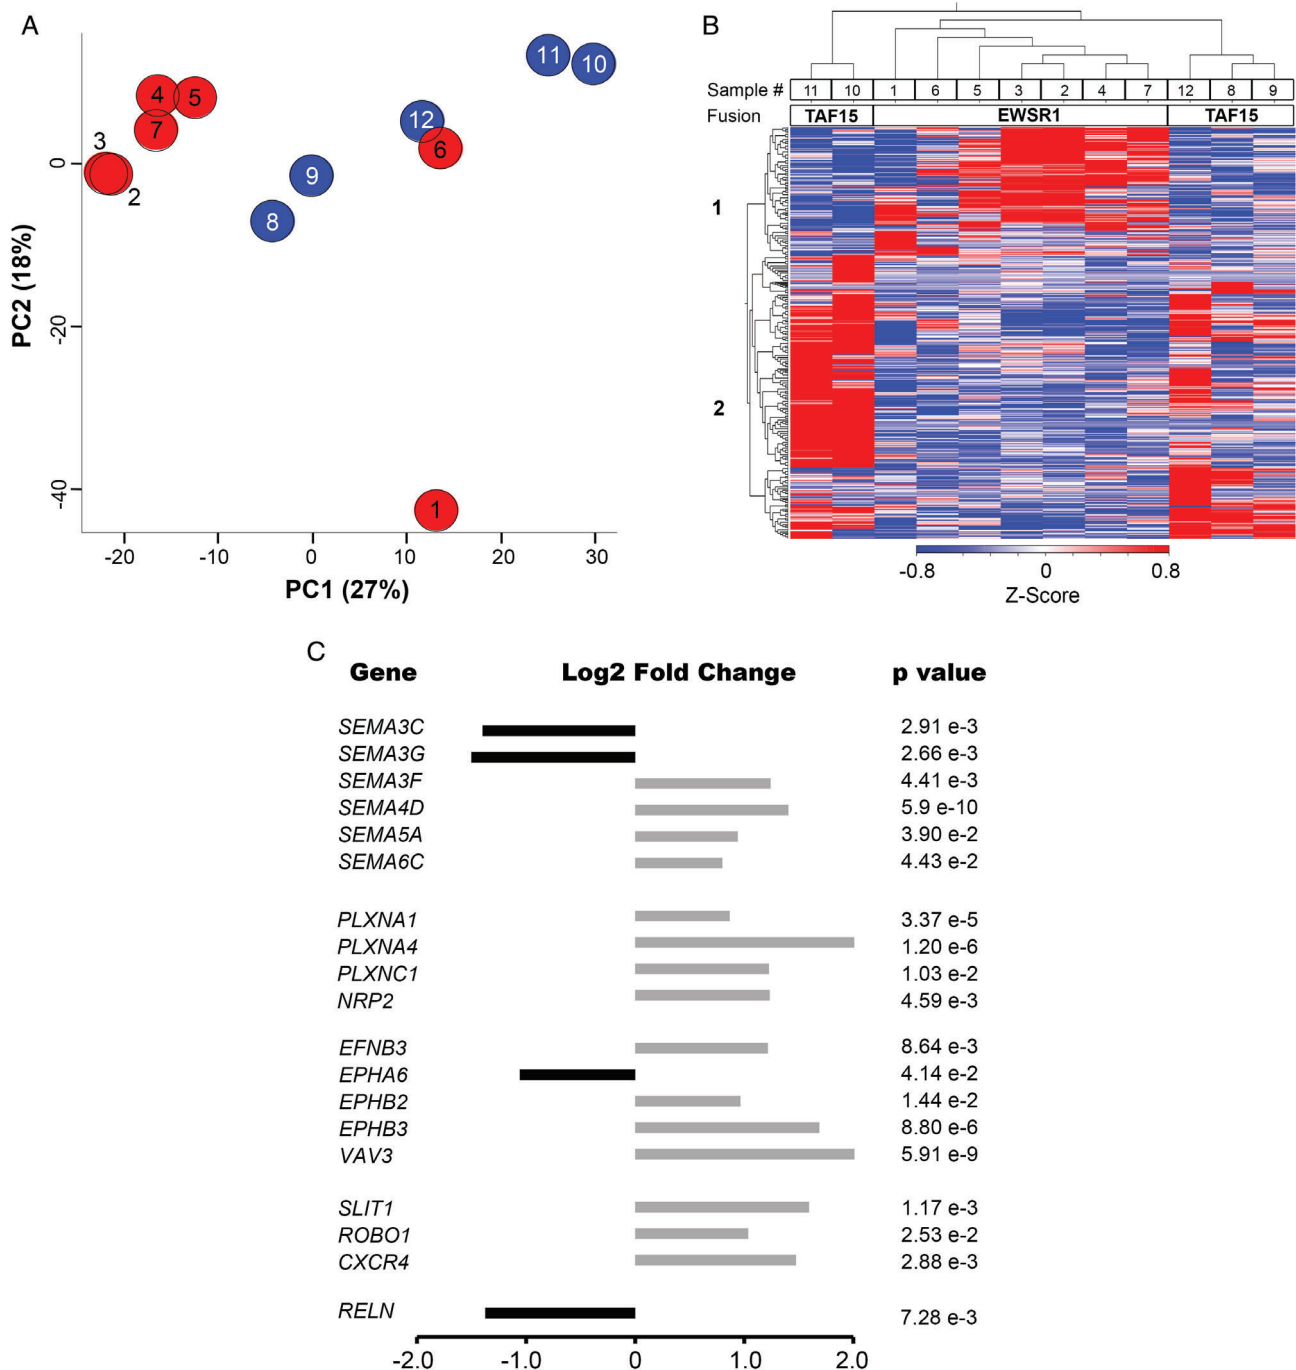 A
11
10
4
5
7
12
6
3
2
9
8
1
0
-20
-40
PC2 (18%)
-20
-10
0
10
20
30
PC1 (27%)
B
Sample # 11 10 1 6 5 3 2 4 7 12 8 9
Fusion TAF15 EWSR1 TAF15
1
2
-0.8 0 0.8
Z-Score
C
Gene Log2 Fold Change p value
SEMA3C 2.91 e-3
SEMA3G 2.66 e-3
SEMA3F 4.41 e-3
SEMA4D 5.9 e-10
SEMA5A 3.90 e-2
SEMA6C 4.43 e-2
PLXNA1 3.37 e-5
PLXNA4 1.20 e-6
PLXNC1 1.03 e-2
NRP2 4.59 e-3
EFNB3 8.64 e-3
EPHA6 4.14 e-2
EPHB2 1.44 e-2
EPHB3 8.80 e-6
VAV3 5.91 e-9
SLIT1 1.17 e-3
ROBO1 2.53 e-2
CXCR4 2.88 e-3
RELN 7.28 e-3
-2.0 -1.0 0 1.0 2.0